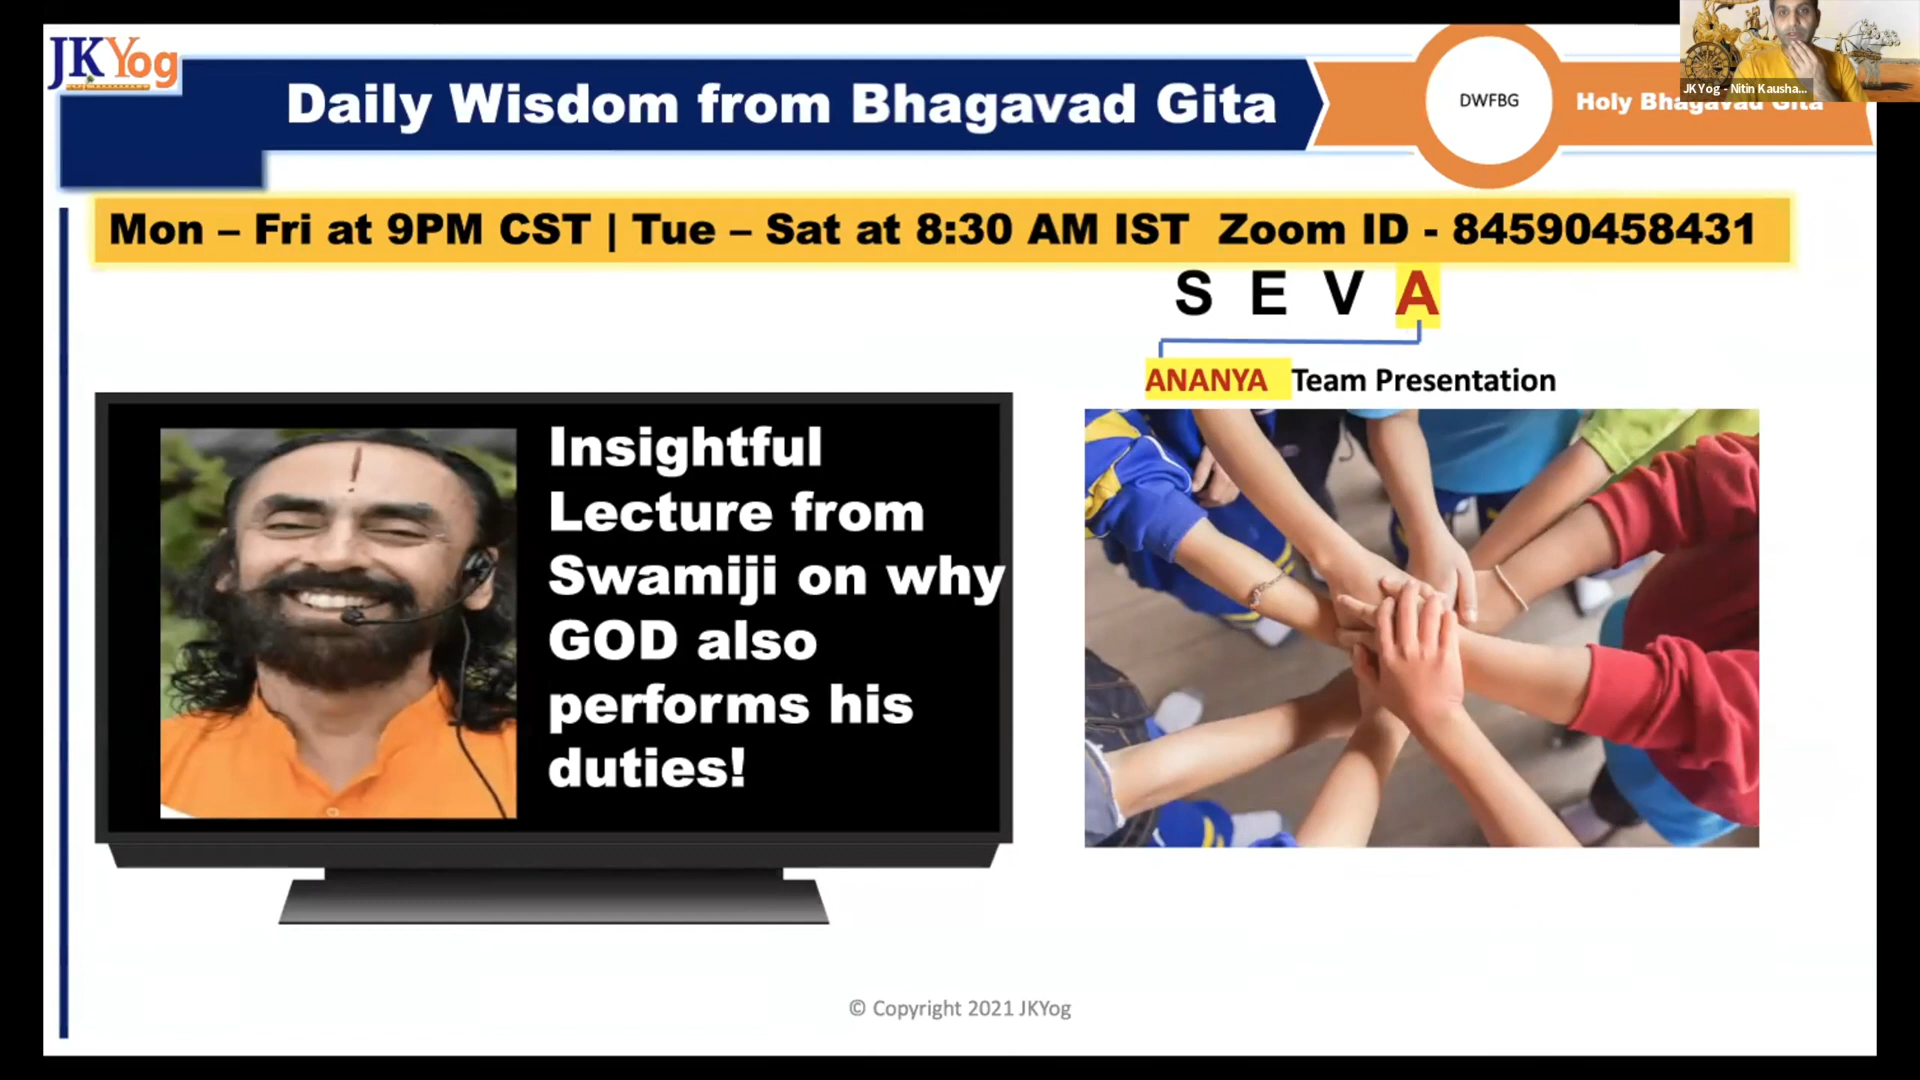 JKYog
Daily Wisdom from Bhagavad Gita
DWFBG
Holy Bhagavad Gita
JKYog - Nitin Kausha...
Mon – Fri at 9PM CST | Tue – Sat at 8:30 AM IST Zoom ID - 84590458431
S E V A
ANANYA Team Presentation
Insightful
Lecture from
Swamiji on why
GOD also
performs his
duties!
© Copyright 2021 JKYog